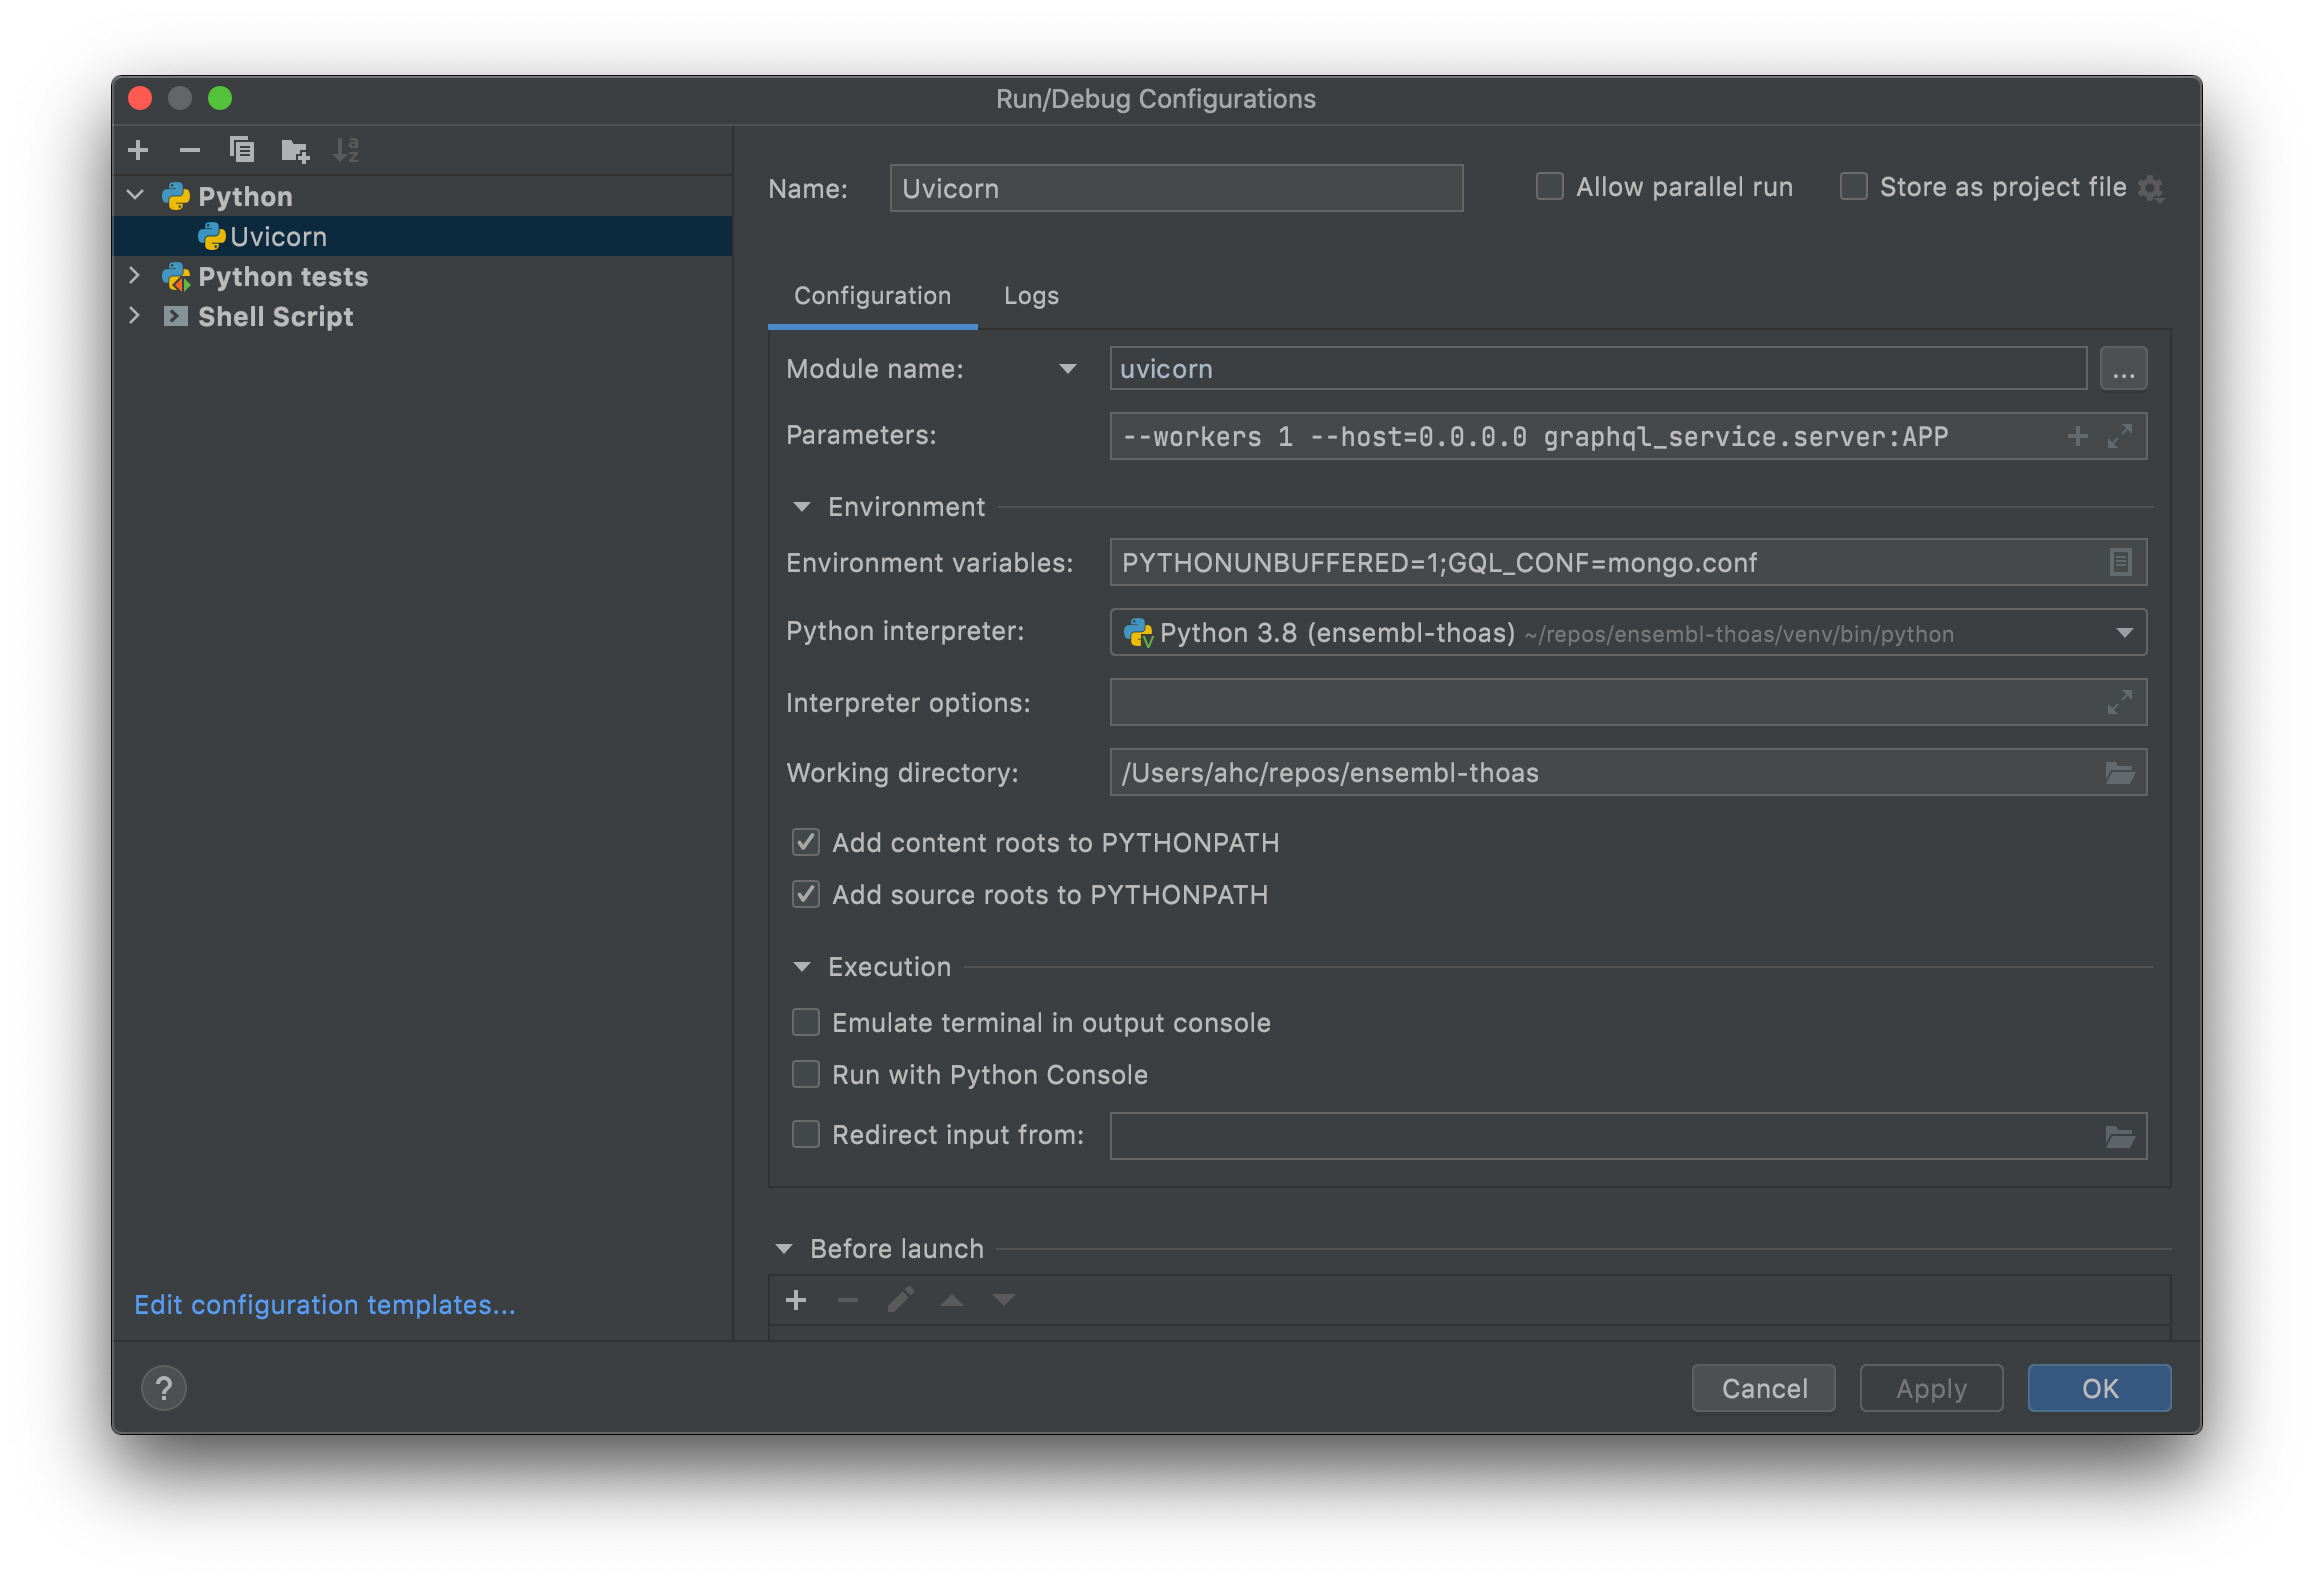 Run/Debug Configurations
Python
Uvicorn
Python tests
Shell Script
Edit configuration templates...
Name: Uvicorn
Allow parallel run
Store as project file
Configuration Logs
Module name: uvicorn ...
Parameters: --workers 1 --host=0.0.0.0 graphql_service.server:APP
Environment
Environment variables: PYTHONUNBUFFERED=1;GQL_CONF=mongo.conf
Python interpreter: Python 3.8 (ensembl-thoas) ~/repos/ensembl-thoas/venv/bin/python
Interpreter options:
Working directory: /Users/ahc/repos/ensembl-thoas
Add content roots to PYTHONPATH
Add source roots to PYTHONPATH
Execution
Emulate terminal in output console
Run with Python Console
Redirect input from:
Before launch
? Cancel Apply OK